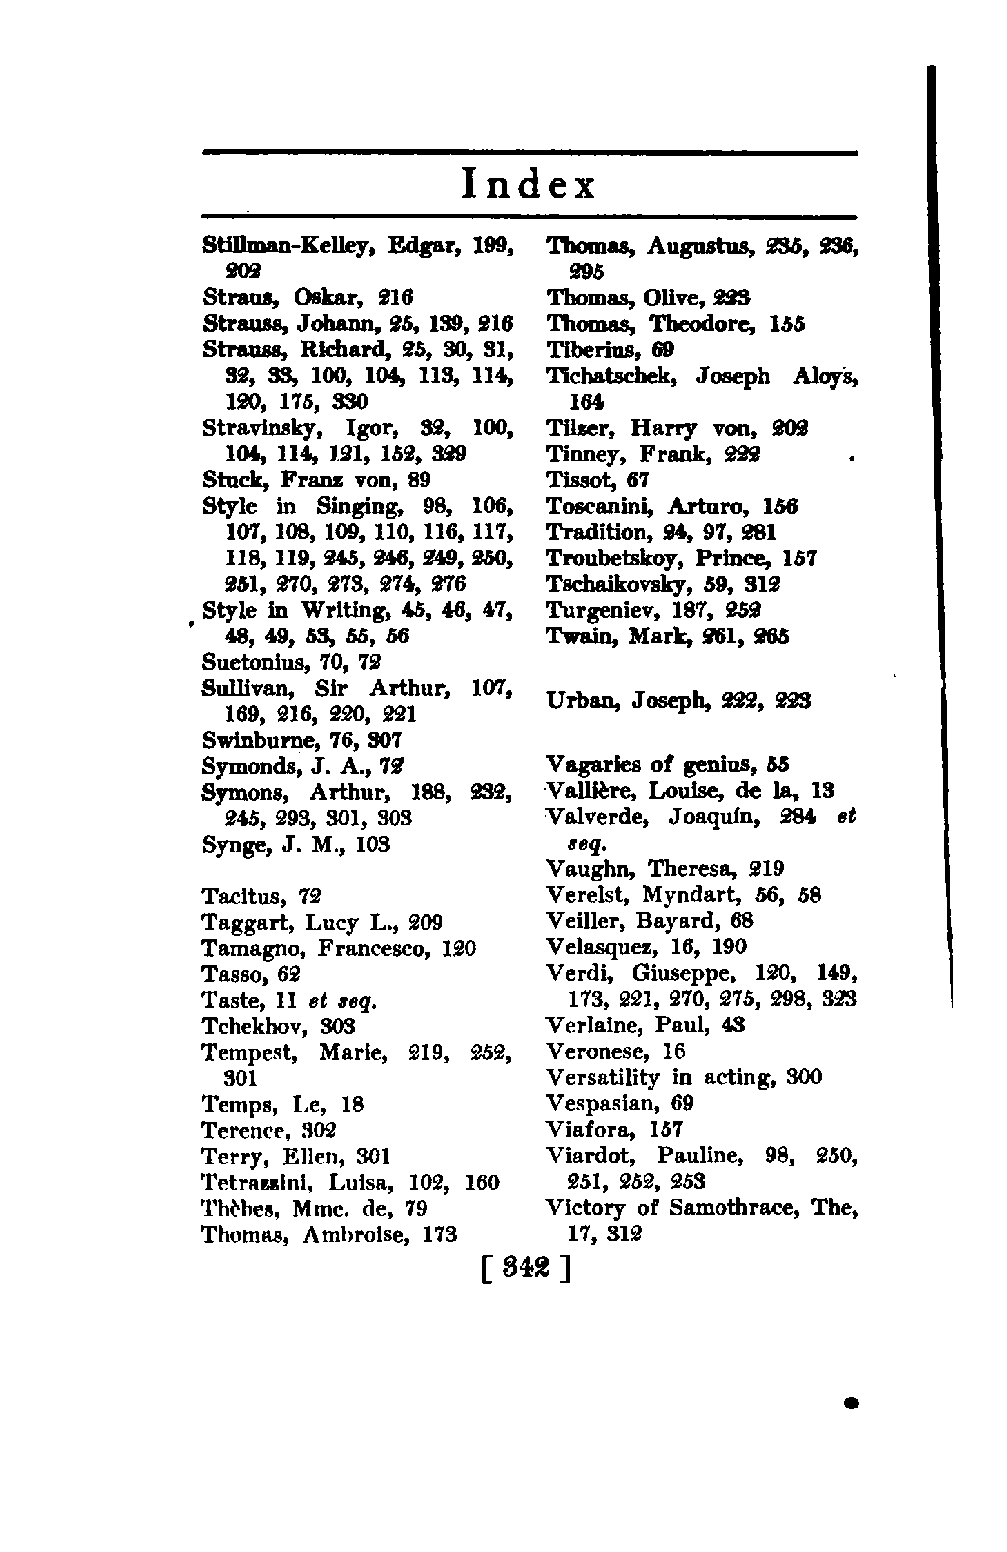 Index
Stillman-Kelley, Edgar, 199,
202
Straus, Oskar, 216
Strauss, Johann, 25, 139, 216
Strauss, Richard, 25, 30, 31,
32, 33, 100, 104, 113, 114,
120, 175, 330
Stravinsky, Igor, 32, 100,
104, 114, 121, 152, 329
Stuck, Franz von, 89
Style in Singing, 98, 106,
107, 108, 109, 110, 116, 117,
118, 119, 245, 246, 249, 250,
251, 270, 273, 274, 276
Style in Writing, 45, 46, 47,
48, 49, 53, 55, 56
Suetonius, 70, 72
Sullivan, Sir Arthur, 107,
169, 216, 220, 221
Swinburne, 76, 307
Symonds, J. A., 72
Symons, Arthur, 188, 232,
245, 293, 301, 303
Synge, J. M., 103
Tacitus, 72
Taggart, Lucy L., 209
Tamagno, Francesco, 120
Tasso, 62
Taste, 11 et seq.
Tchekhov, 303
Tempest, Marie, 219, 252,
301
Temps, Le, 18
Terence, 302
Terry, Ellen, 301
Tetrazzini, Luisa, 102, 160
Thèbes, Mmc. de, 79
Thomas, Ambroise, 173
Thomas, Augustus, 235, 236,
295
Thomas, Olive, 223
Thomas, Theodore, 155
Tiberius, 69
Tichatschek, Joseph Aloys,
164
Tilzer, Harry von, 202
Tinney, Frank, 222
Tissot, 67
Toscanini, Arturo, 156
Tradition, 24, 97, 281
Troubetskoy, Prince, 157
Tschaikovsky, 59, 312
Turgeniev, 187, 252
Twain, Mark, 261, 265
Urban, Joseph, 222, 223
Vagaries of genius, 55
Vallière, Louise, de la, 13
Valverde, Joaquín, 284 et
seq.
Vaughn, Theresa, 219
Verelst, Myndart, 56, 58
Veiller, Bayard, 68
Velasquez, 16, 190
Verdi, Giuseppe, 120, 149,
173, 221, 270, 275, 298, 323
Verlaine, Paul, 43
Veronese, 16
Versatility in acting, 300
Vespasian, 69
Viafora, 157
Viardot, Pauline, 98, 250,
251, 252, 253
Victory of Samothrace, The,
17, 312
[ 342 ]